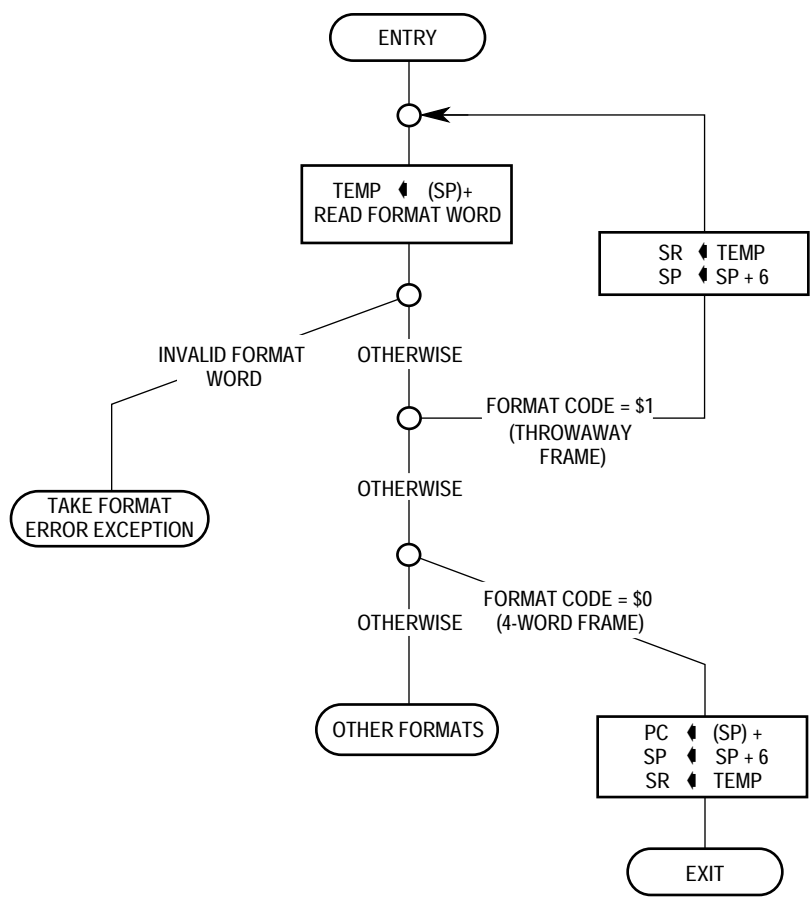 ENTRY
TEMP (SP)+
READ FORMAT WORD
SR TEMP
SP SP + 6
INVALID FORMAT
WORD
OTHERWISE
FORMAT CODE = $1
(THROWAWAY
FRAME)
TAKE FORMAT
ERROR EXCEPTION
OTHERWISE
FORMAT CODE = $0
(4-WORD FRAME)
OTHERWISE
OTHER FORMATS
PC (SP) +
SP SP + 6
SR TEMP
EXIT